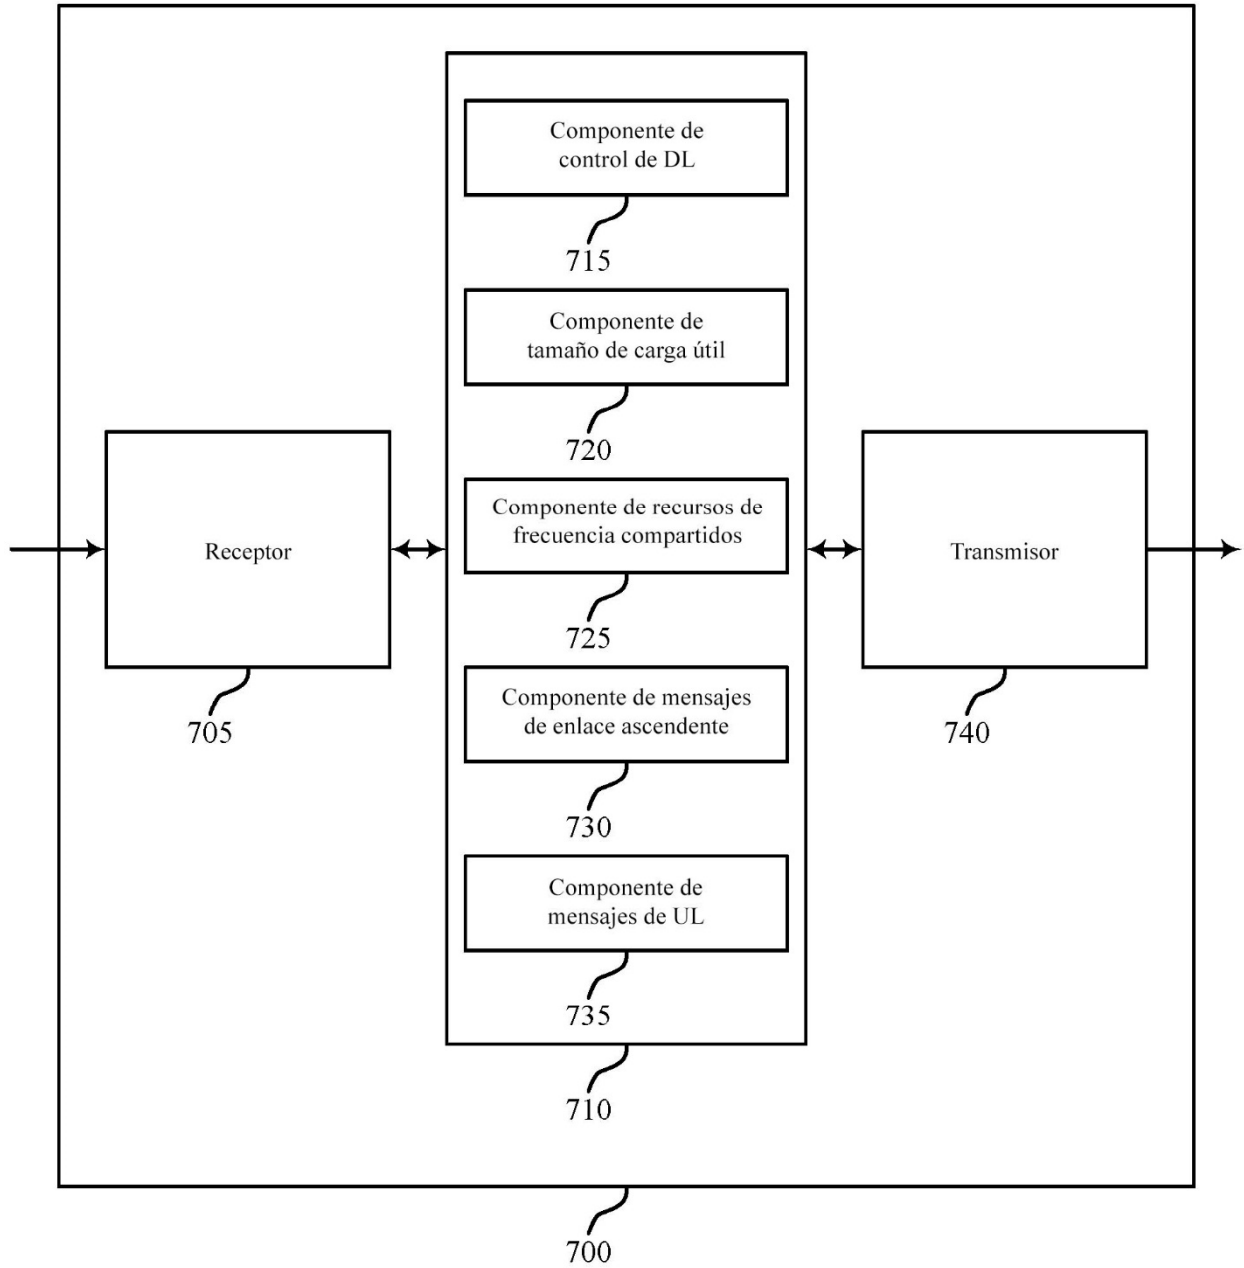 Componente de
control de DL
715
Componente de
tamaño de carga útil
720
Componente de recursos de
frecuencia compartidos
725
Receptor
705
Transmisor
740
Componente de mensajes
de enlace ascendente
730
Componente de
mensajes de UL
735
710
700